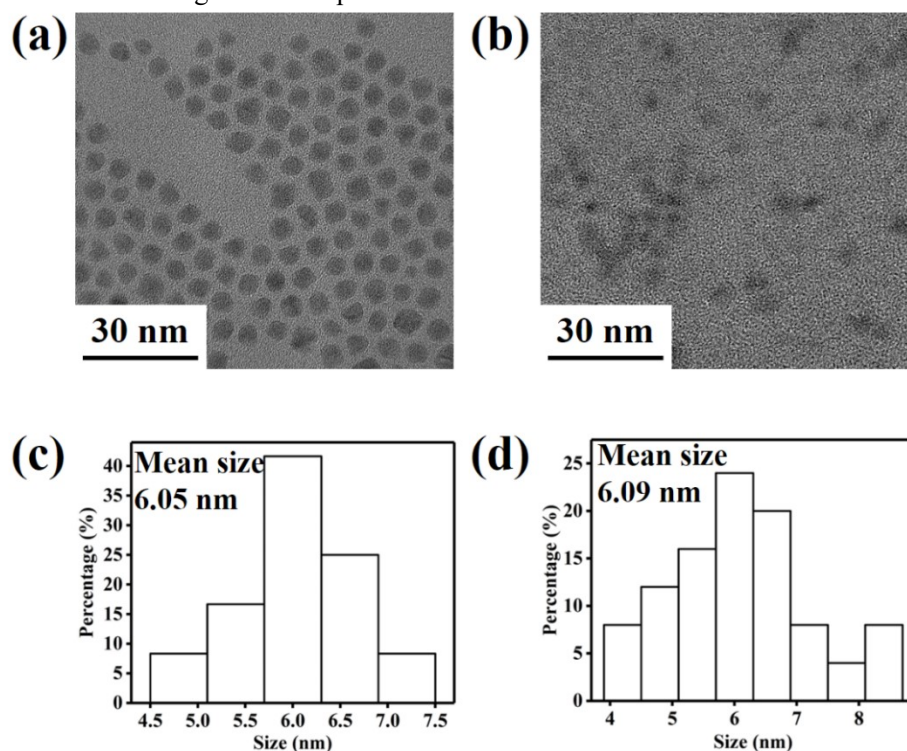 (a)
30 nm
(b)
30 nm
(c)
Mean size
6.05 nm
40
35
30
25
20
15
10
5
0
Percentage (%)
4.5 5.0 5.5 6.0 6.5 7.0 7.5
Size (nm)
(d)
Mean size
6.09 nm
25
20
15
10
5
0
Percentage (%)
4 5 6 7 8
Size (nm)